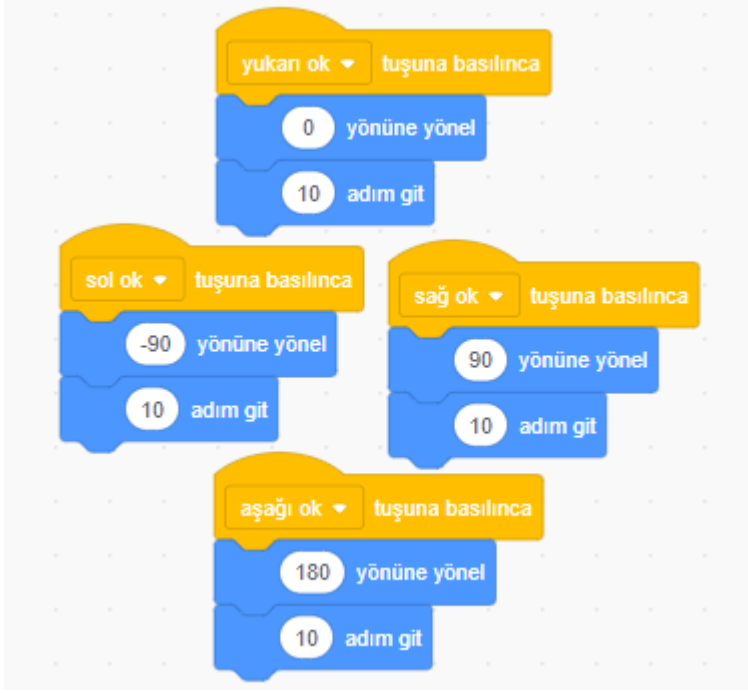 yukarı ok tuşuna basılınca
0 yönüne yönel
10 adım git
sol ok tuşuna basılınca
-90 yönüne yönel
10 adım git
sağ ok tuşuna basılınca
90 yönüne yönel
10 adım git
aşağı ok tuşuna basılınca
180 yönüne yönel
10 adım git